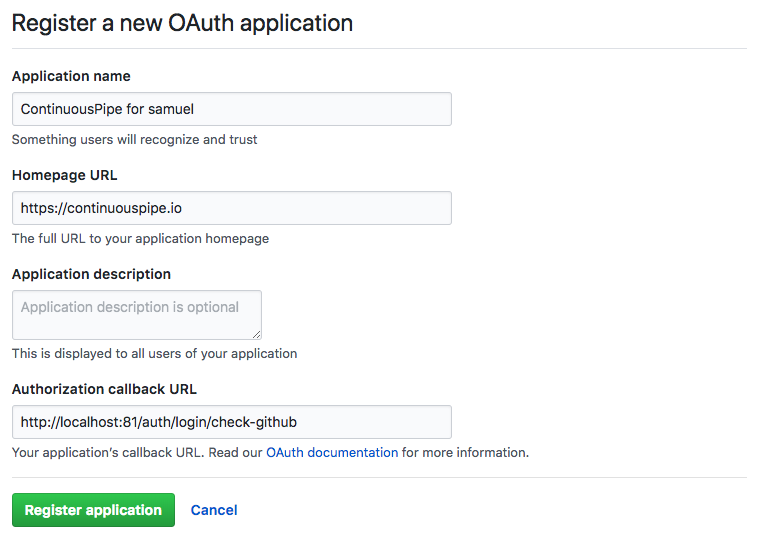 Register a new OAuth application
Application name
ContinuousPipe for samuel
Something users will recognize and trust
Homepage URL
https://continuouspipe.io
The full URL to your application homepage
Application description
Application description is optional
This is displayed to all users of your application
Authorization callback URL
http://localhost:81/auth/login/check-github
Your application’s callback URL. Read our OAuth documentation for more information.
Register application Cancel